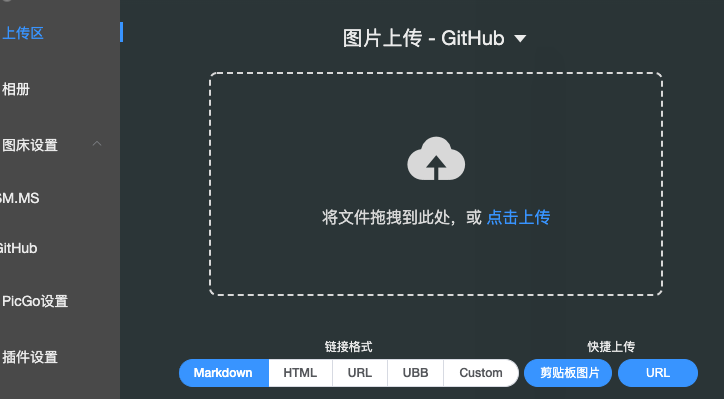 上传区
相册
图床设置
SM.MS
GitHub
PicGo设置
插件设置
图片上传 - GitHub
将文件拖拽到此处，或 点击上传
链接格式
Markdown HTML URL UBB Custom
快捷上传
剪贴板图片 URL